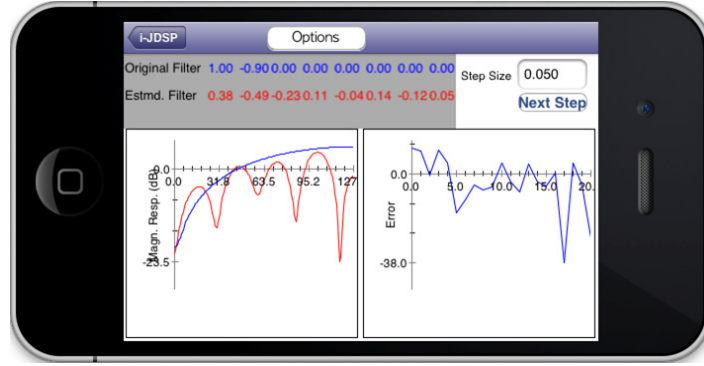 i-JDSP
Options
Original Filter 1.00 -0.90 0.00 0.00 0.00 0.00 0.00 0.00
Step Size 0.050
Estmd. Filter 0.38 -0.49 -0.23 0.11 -0.04 0.14 -0.12 0.05
Next Step
Magn. Resp. (dB)
0.0
0.0 31.8 63.5 95.2 127
-23.5
Error
0.0
0.0 5.0 10.0 15.0 20.
-38.0